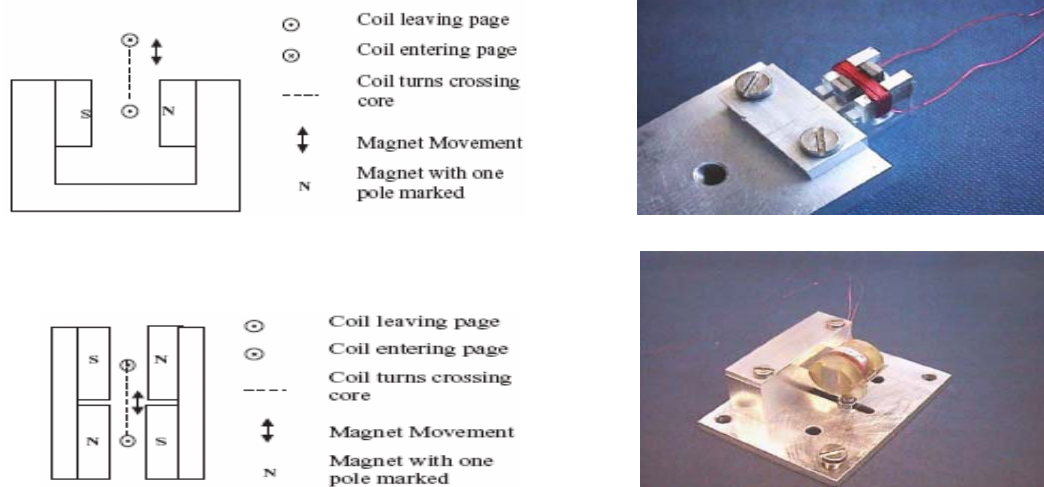 Coil leaving page
Coil entering page
Coil turns crossing
core
Magnet Movement
N
Magnet with one
pole marked
S
N
Coil leaving page
Coil entering page
Coil turns crossing
core
Magnet Movement
N
Magnet with one
pole marked
S N
N S